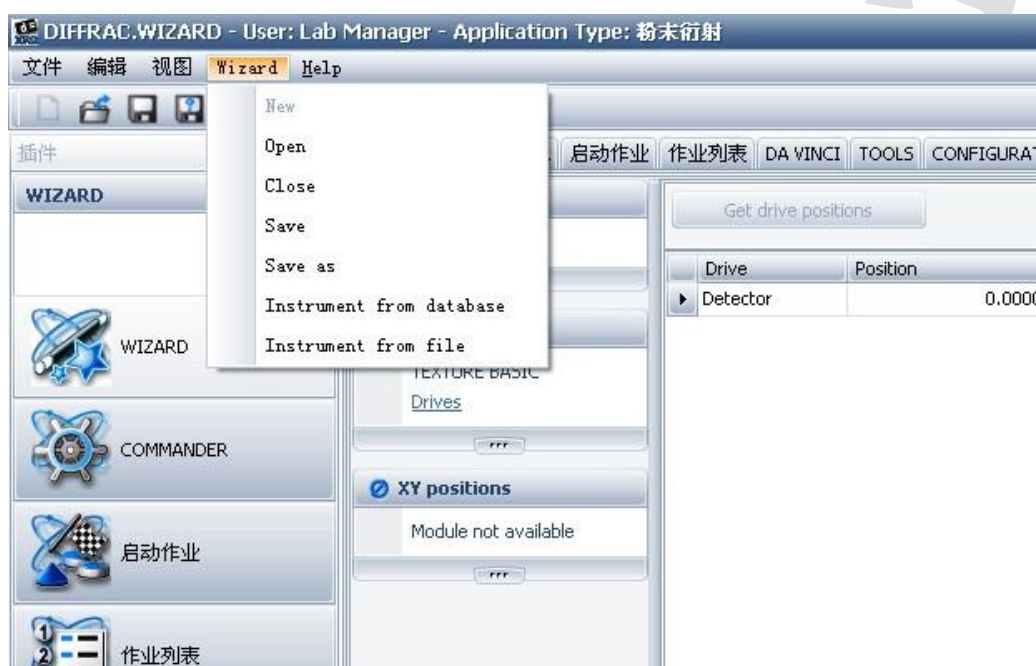 DIFFRAC.WIZARD - User: Lab Manager - Application Type: 粉末衍射
文件 编辑 视图 Wizard Help
New
Open
Close
Save
Save as
Instrument from database
Instrument from file
插件
启动作业 作业列表 DA VINCI TOOLS CONFIGURAT
WIZARD
WIZARD
COMMANDER
启动作业
作业列表
TEXTURE BASIC
Drives
XY positions
Module not available
Get drive positions
Drive Position
Detector 0.0000